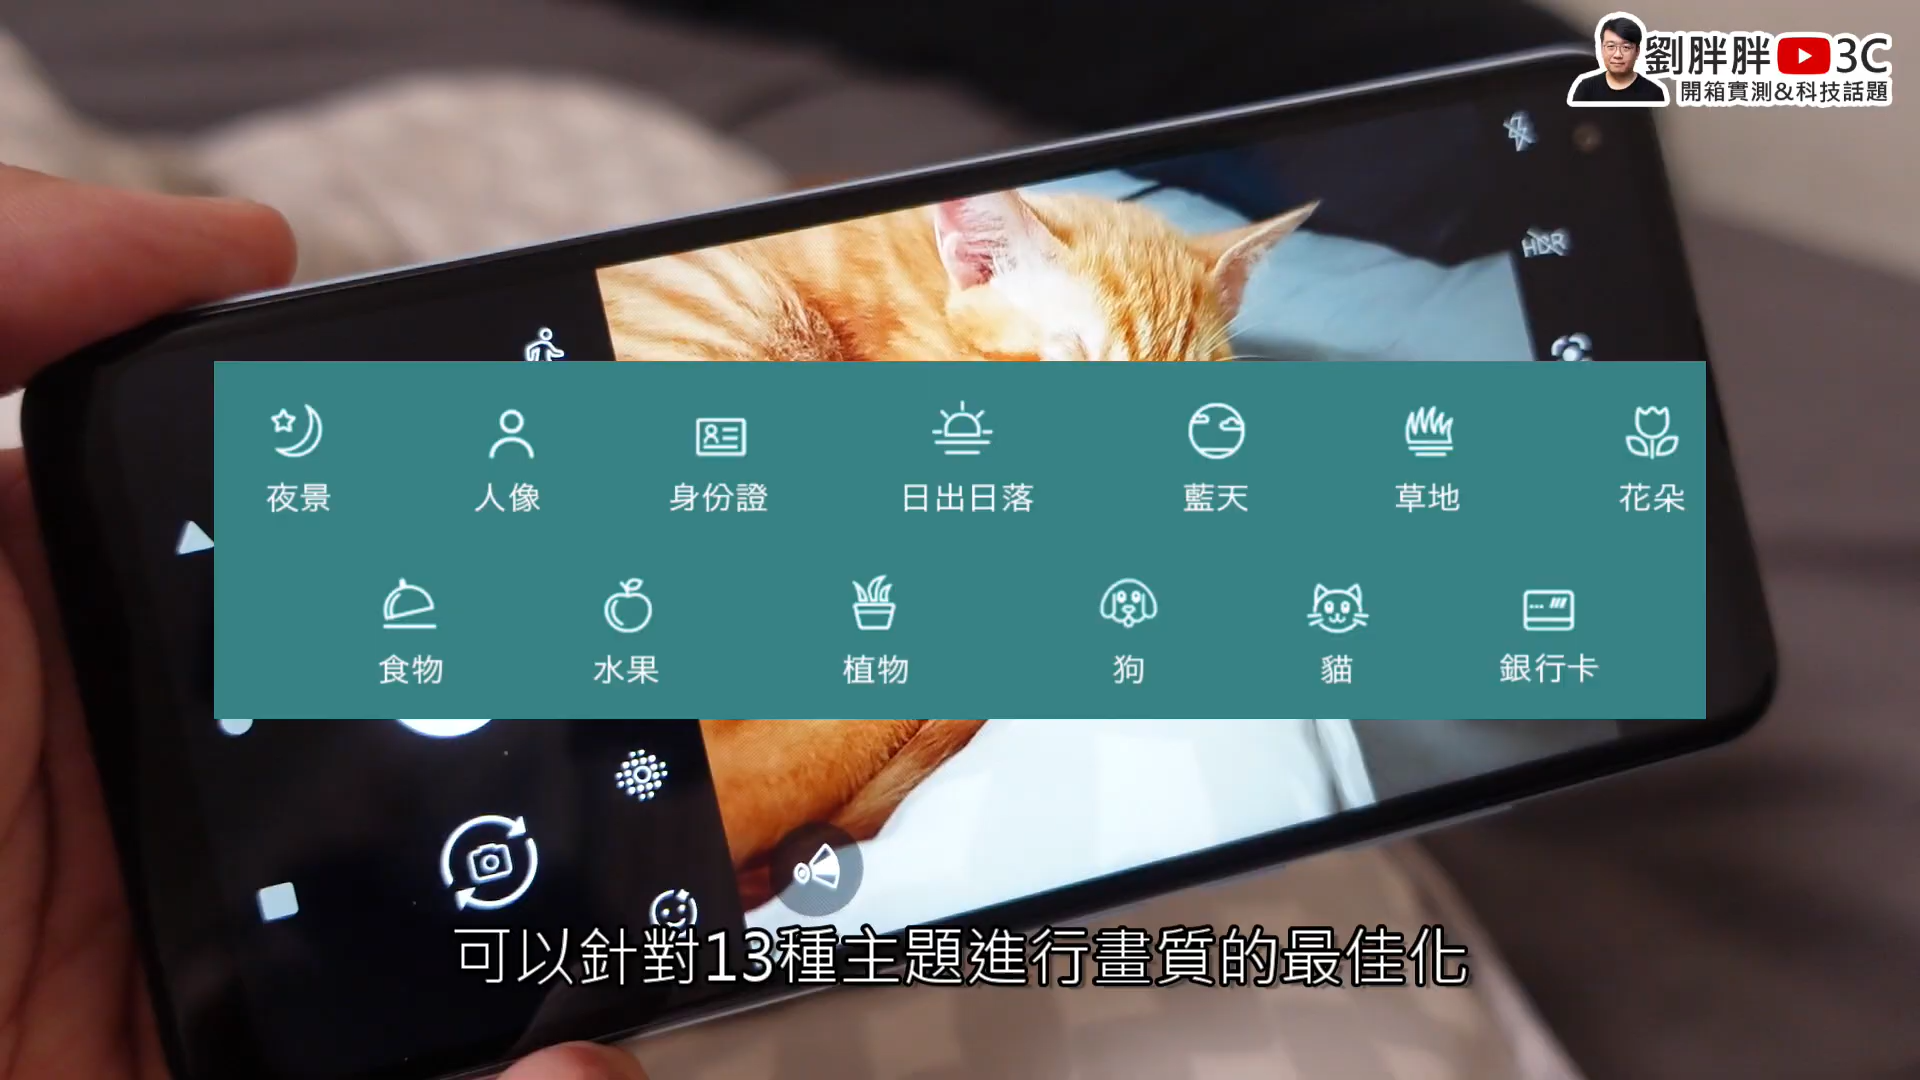 劉胖胖 3C
開箱實測&科技話題
HDR
夜景 人像 身份證 日出日落 藍天 草地 花朵
食物 水果 植物 狗 貓 銀行卡
可以針對13種主題進行畫質的最佳化